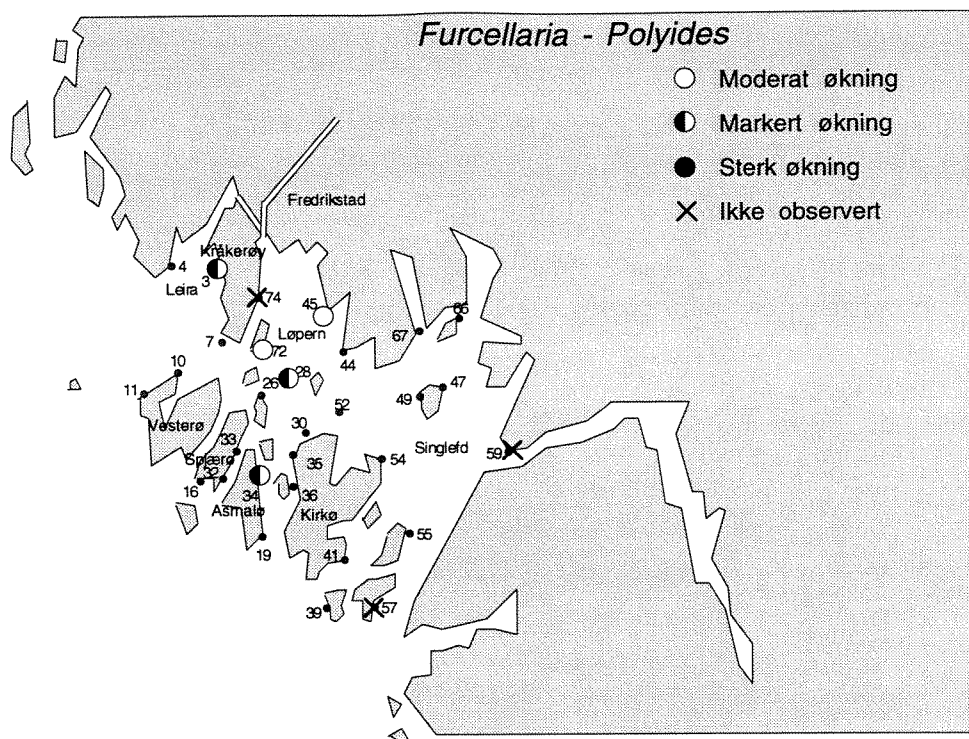 Furcellaria - Polyides
Moderat økning
Markert økning
Sterk økning
Ikke observert
Fredrikstad
Kråkerøy
4
3
Leira
74
45
66
7
Løpern
67
72
44
10
28
11
26
47
49
52
Vesterø
30
33
Singlefd
59
35
54
Spjærø
32
16
34
36
Asmalø
Kirkø
19
55
41
39
57